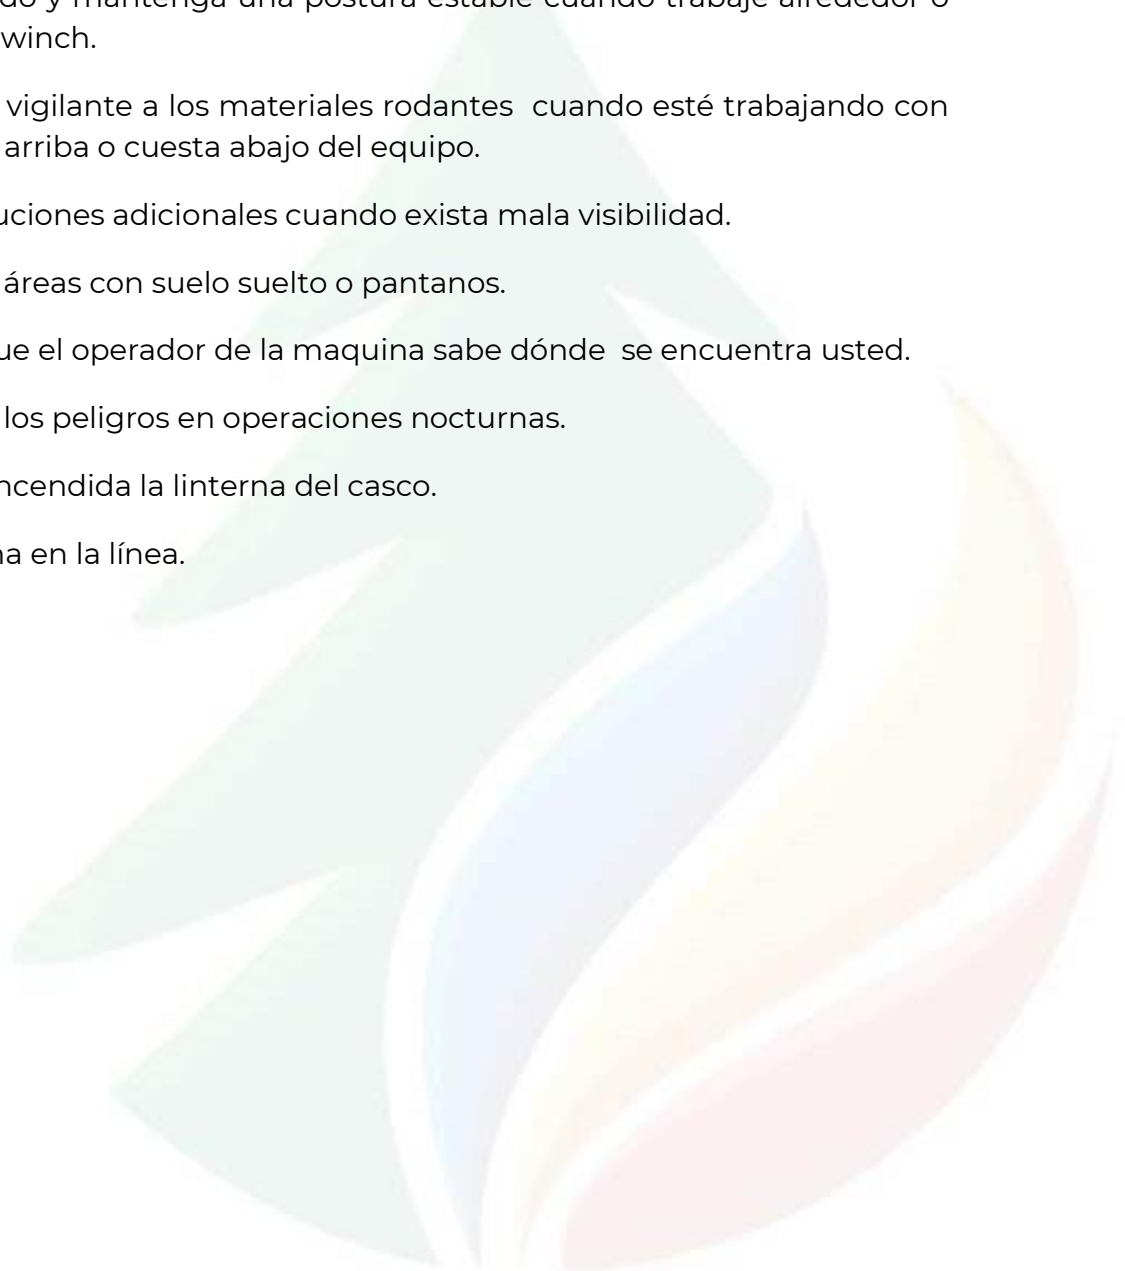 y mantenga una postura estable cuando trabaje alrededor o
winch.
vigilante a los materiales rodantes cuando esté trabajando con
arriba o cuesta abajo del equipo.
uciones adicionales cuando exista mala visibilidad.
áreas con suelo suelto o pantanos.
ue el operador de la maquina sabe dónde se encuentra usted.
los peligros en operaciones nocturnas.
ncendida la linterna del casco.
na en la línea.